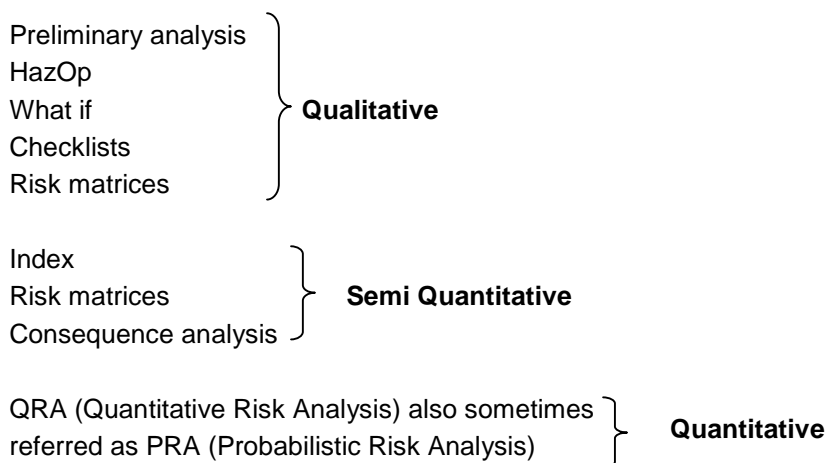 Preliminary analysis
HazOp
What if
Qualitative
Checklists
Risk matrices
Index
Risk matrices
Semi Quantitative
Consequence analysis
QRA (Quantitative Risk Analysis) also sometimes
referred as PRA (Probabilistic Risk Analysis)
Quantitative